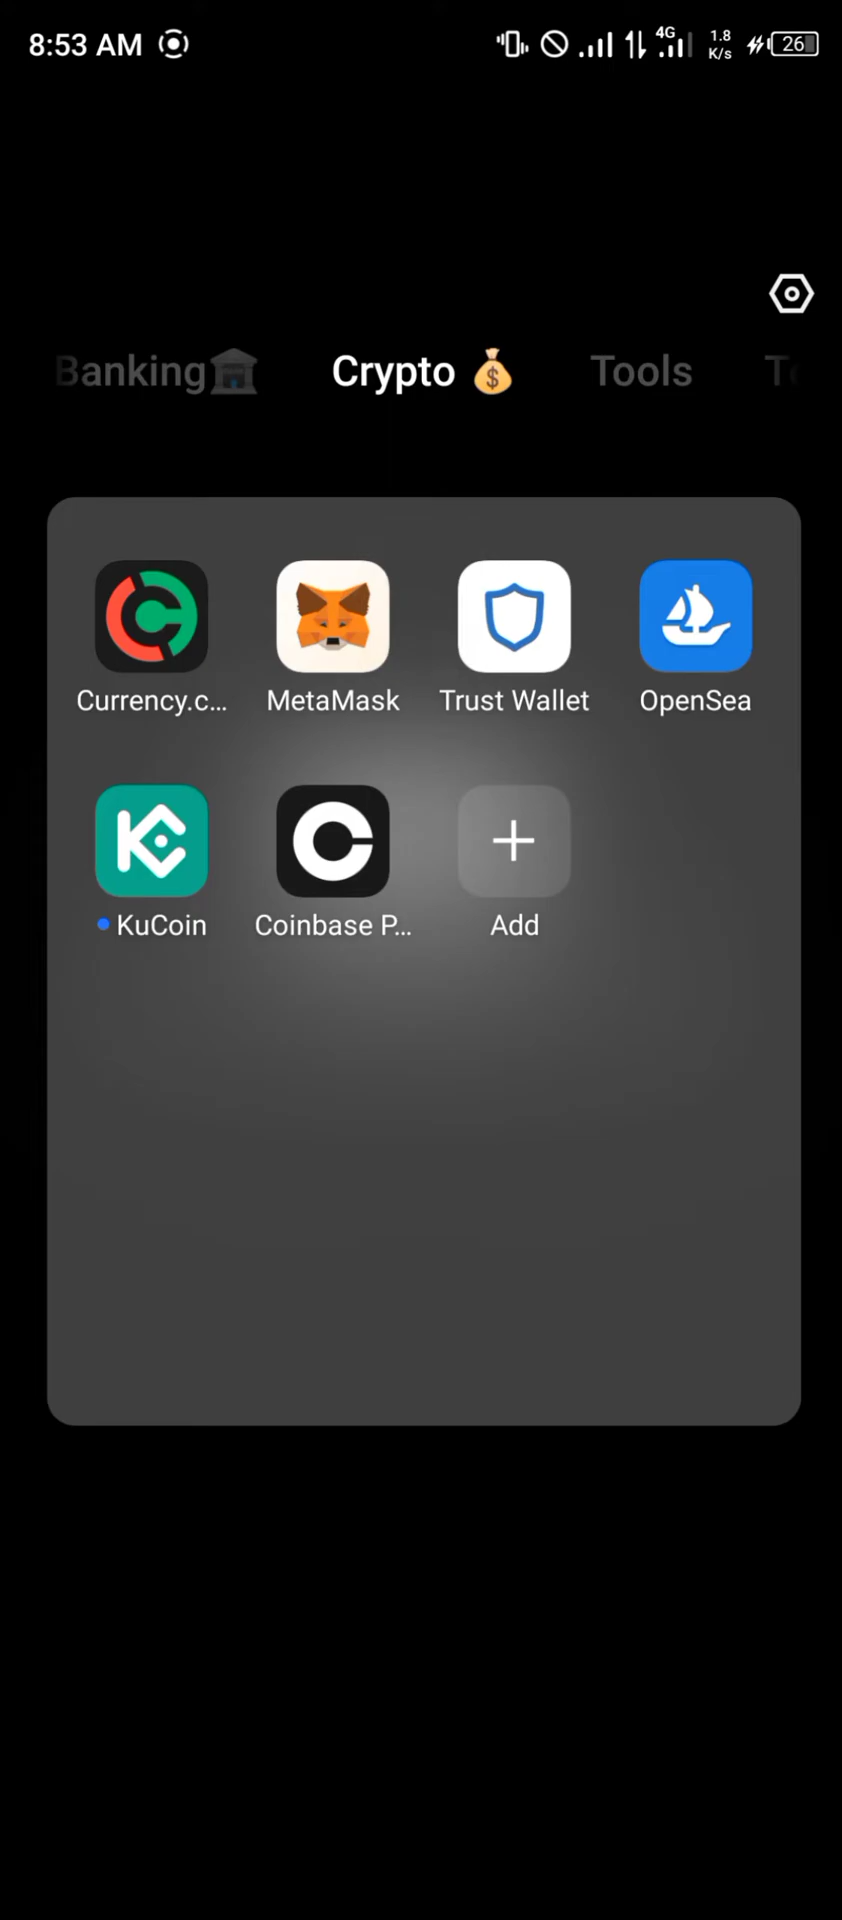 8:53 AM 4G 1.8 K/s 26
Banking🏛 Crypto 💰 Tools
Currency.c... MetaMask Trust Wallet OpenSea
KuCoin Coinbase P... Add